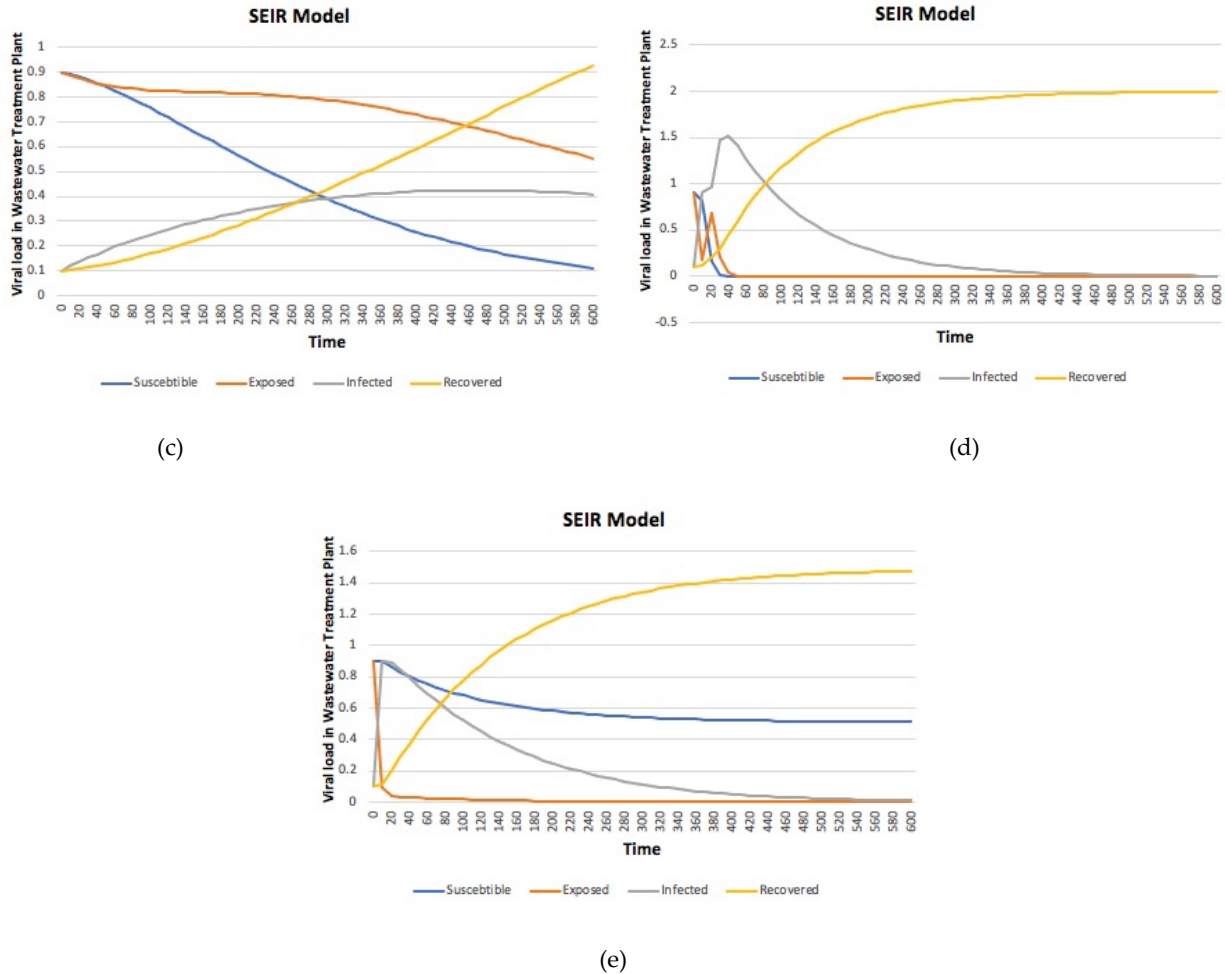 SEIR Model
Viral load in Wastewater Treatment Plant
1
0.9
0.8
0.7
0.6
0.5
0.4
0.3
0.2
0.1
0
0 20 40 60 80 100 120 140 160 180 200 220 240 260 280 300 320 340 360 380 400 420 440 460 480 500 520 540 560 580 600
Time
Suscebtible Exposed Infected Recovered
(c)
SEIR Model
Viral load in Wastewater Treatment Plant
2.5
2
1.5
1
0.5
0
-0.5
0 20 40 60 80 100 120 140 160 180 200 220 240 260 280 300 320 340 360 380 400 420 440 460 480 500 520 540 560 580 600
Time
Suscebtible Exposed Infected Recovered
(d)
SEIR Model
Viral load in Wastewater Treatment Plant
1.6
1.4
1.2
1
0.8
0.6
0.4
0.2
0
0 20 40 60 80 100 120 140 160 180 200 220 240 260 280 300 320 340 360 380 400 420 440 460 480 500 520 540 560 580 600
Time
Suscebtible Exposed Infected Recovered
(e)